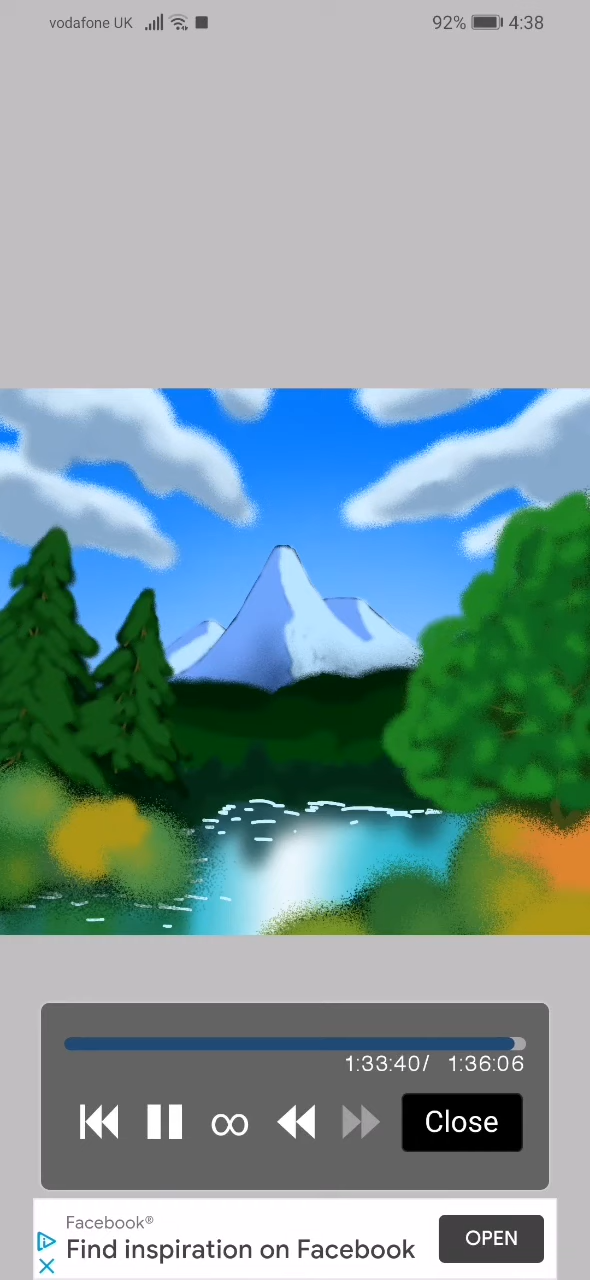 vodafone UK 92% 4:38
1:33:40/ 1:36:06
Close
Facebook®
Find inspiration on Facebook
OPEN